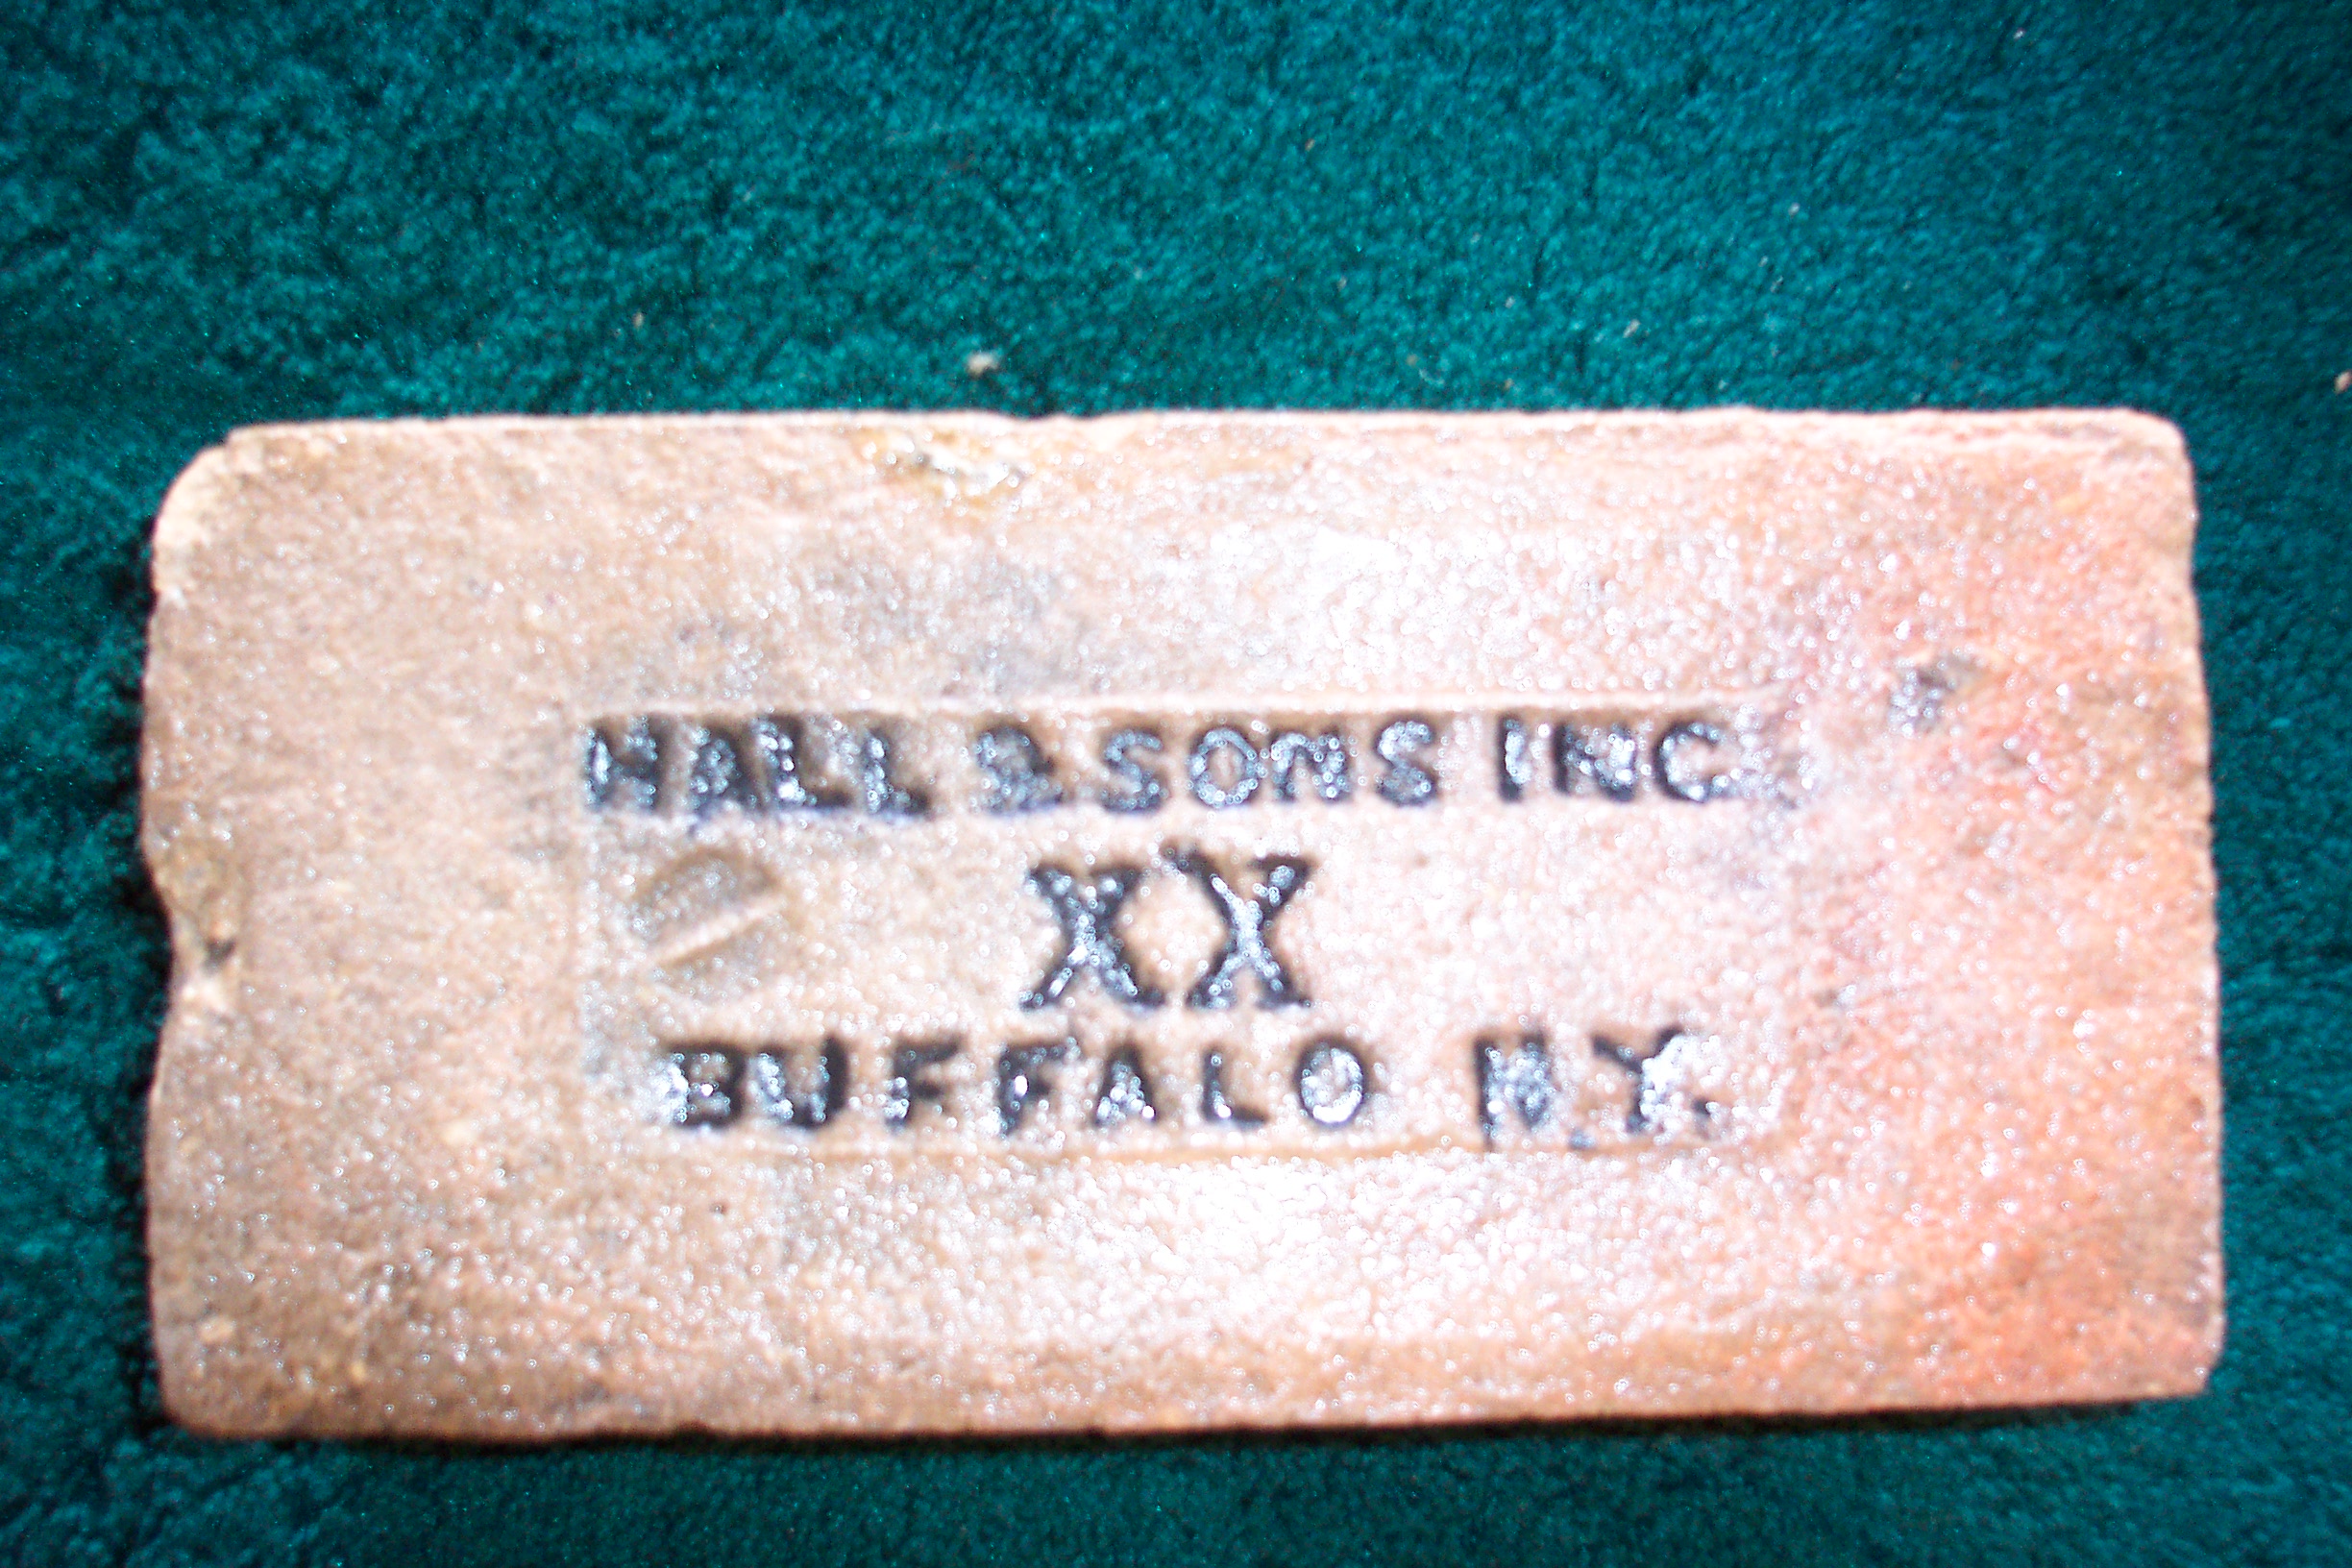 HALL & SONS INC
XX
BUFFALO N.Y.